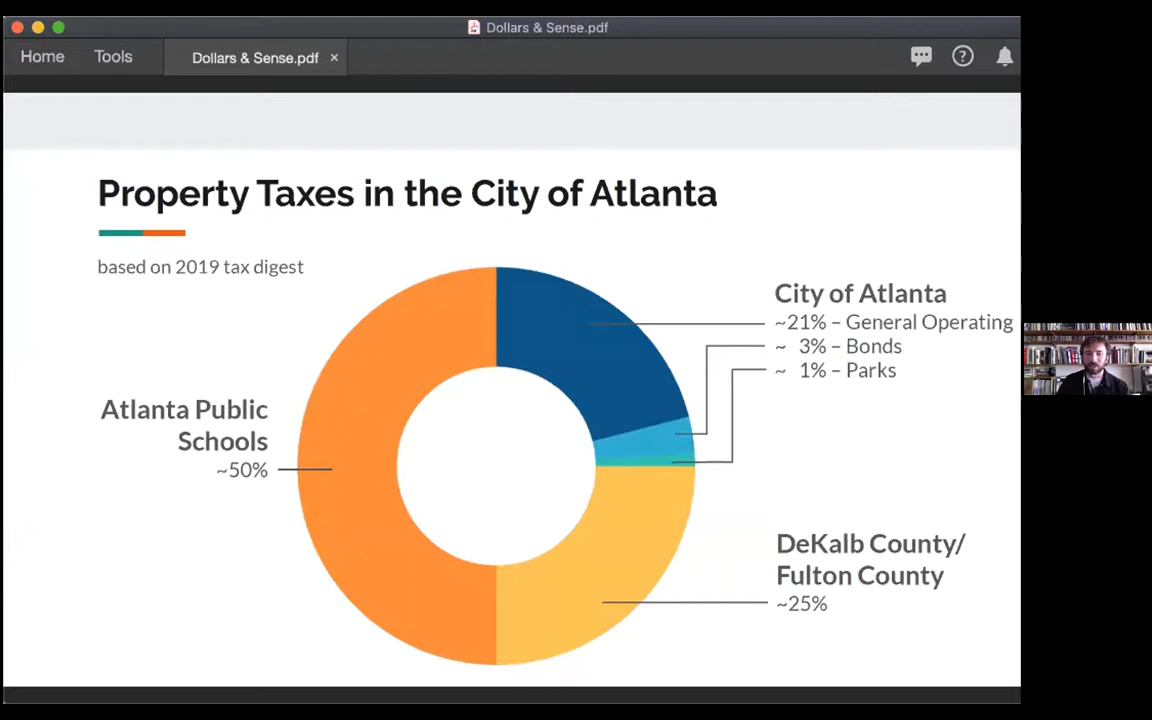 Dollars & Sense.pdf
Home Tools Dollars & Sense.pdf ×
?
Property Taxes in the City of Atlanta
based on 2019 tax digest
City of Atlanta
~21% – General Operating
~ 3% – Bonds
~ 1% – Parks
Atlanta Public
Schools
~50%
DeKalb County/
Fulton County
~25%